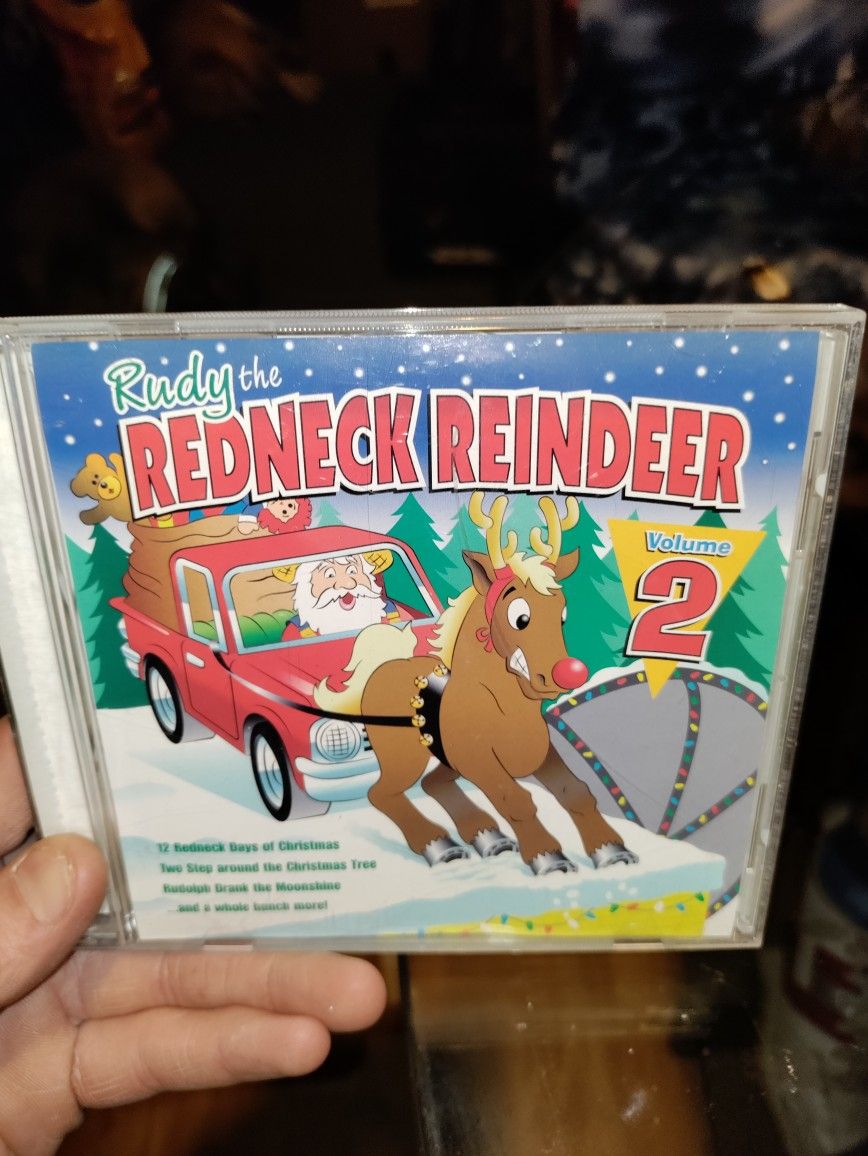 Rudy the
REDNECK REINDEER
Volume
2
12 Redneck Days of Christmas
Two Step around the Christmas Tree
Rudolph Drank the Moonshine
...and a whole bunch more!